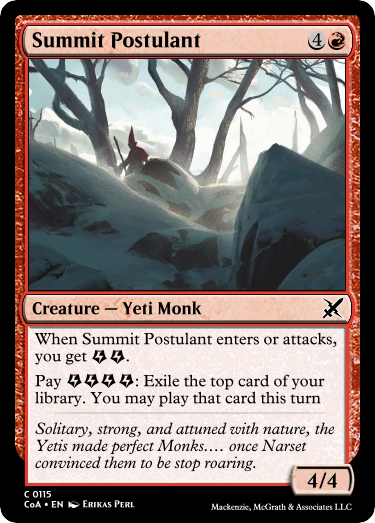 Summit Postulant 4
Creature — Yeti Monk
When Summit Postulant enters or attacks,
you get .
Pay : Exile the top card of your
library. You may play that card this turn
Solitary, strong, and attuned with nature, the
Yetis made perfect Monks.… once Narset
convinced them to be stop roaring.
4/4
C 0115
CoA • EN Erikas Perl
Mackenzie, McGrath & Associates LLC